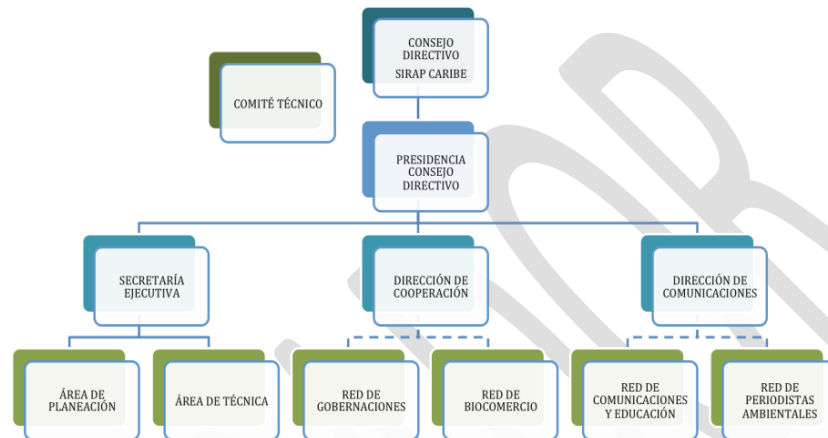 CONSEJO
DIRECTIVO
SIRAP CARIBE
COMITÉ TÉCNICO
PRESIDENCIA
CONSEJO
DIRECTIVO
SECRETARÍA
EJECUTIVA
DIRECCIÓN DE
COOPERACIÓN
DIRECCIÓN DE
COMUNICACIONES
ÁREA DE
PLANEACIÓN
ÁREA DE TÉCNICA
RED DE
GOBERNACIONES
RED DE
BIOCOMERCIO
RED DE
COMUNICACIONES
Y EDUCACIÓN
RED DE
PERIODISTAS
AMBIENTALES